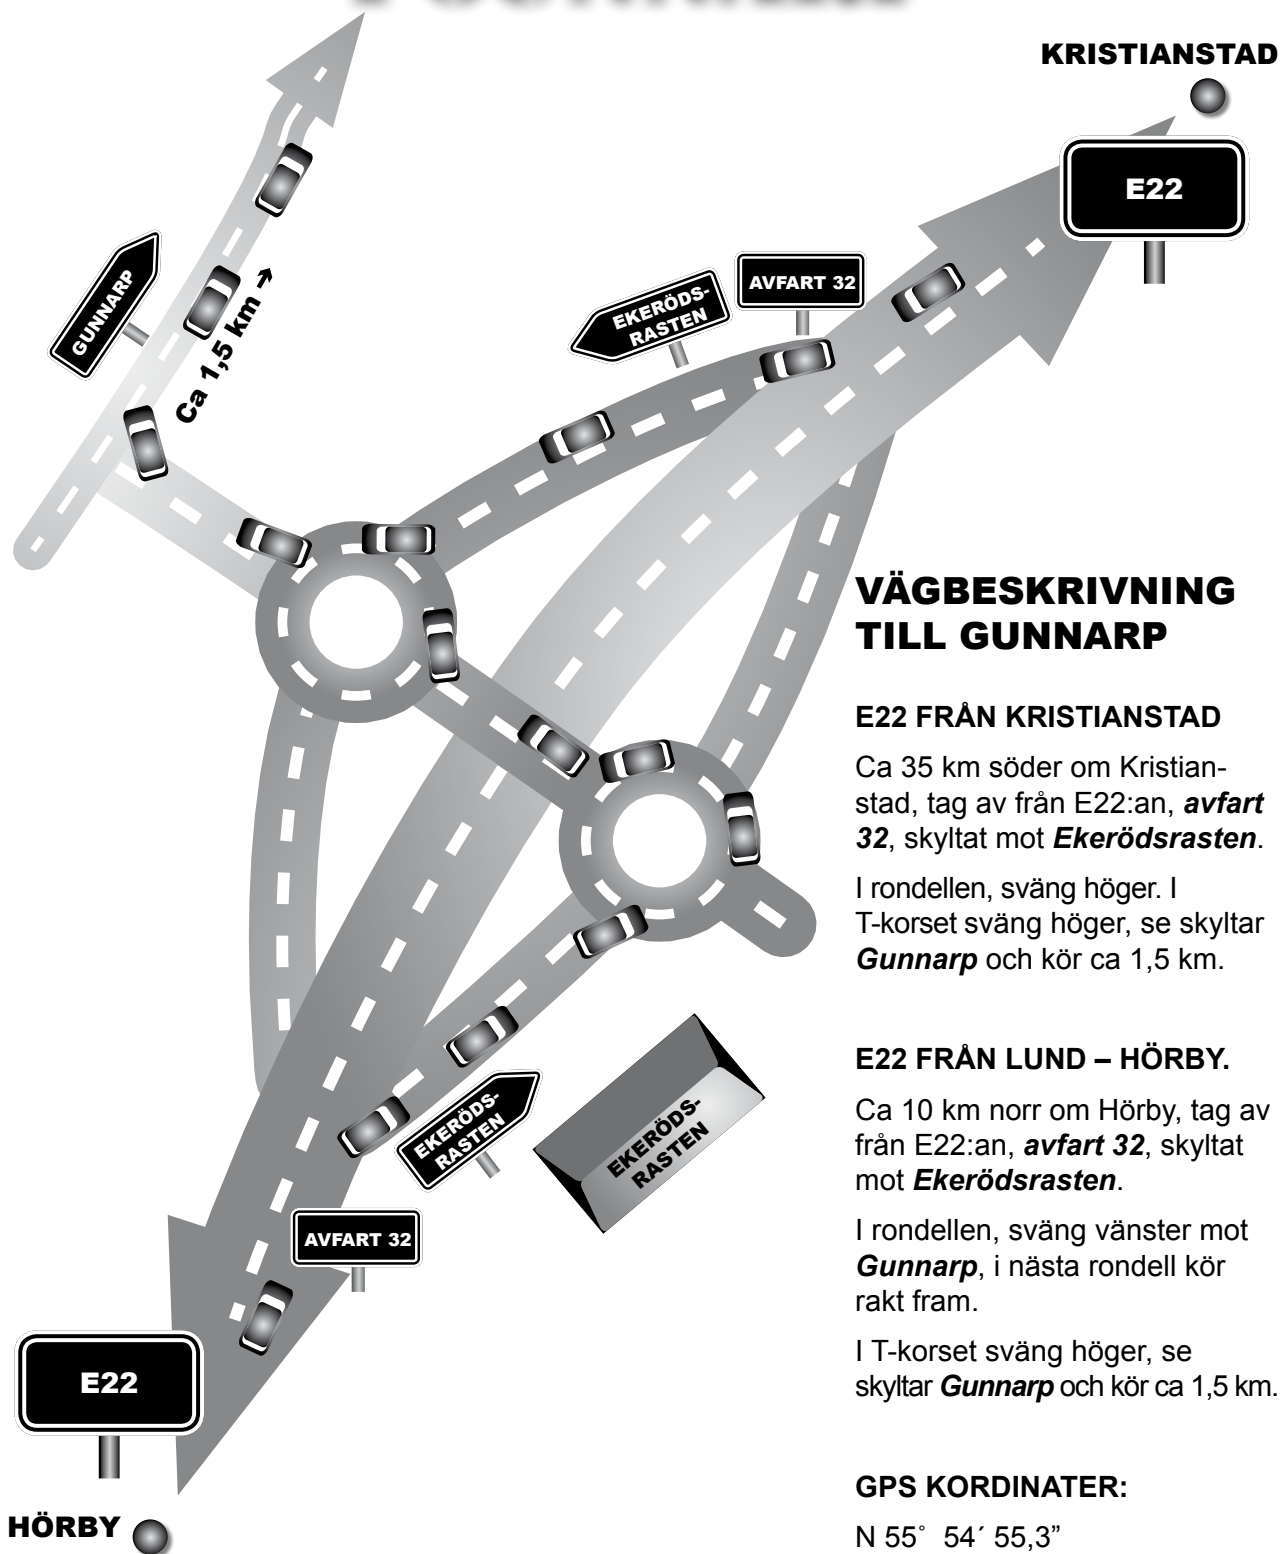 KRISTIANSTAD
E22
AVFART 32
EKERÖDS-
RASTEN
GUNNARP
Ca 1,5 km →
VÄGBESKRIVNING
TILL GUNNARP
E22 FRÅN KRISTIANSTAD
Ca 35 km söder om Kristian-
stad, tag av från E22:an, avfart
32, skyltat mot Ekerödsrasten.
I rondellen, sväng höger. I
T-korset sväng höger, se skyltar
Gunnarp och kör ca 1,5 km.
E22 FRÅN LUND – HÖRBY.
Ca 10 km norr om Hörby, tag av
från E22:an, avfart 32, skyltat
mot Ekerödsrasten.
I rondellen, sväng vänster mot
Gunnarp, i nästa rondell kör
rakt fram.
I T-korset sväng höger, se
skyltar Gunnarp och kör ca 1,5 km.
GPS KORDINATER:
N 55° 54´ 55,3”
EKERÖDS-
RASTEN
EKERÖDS-
RASTEN
AVFART 32
E22
HÖRBY